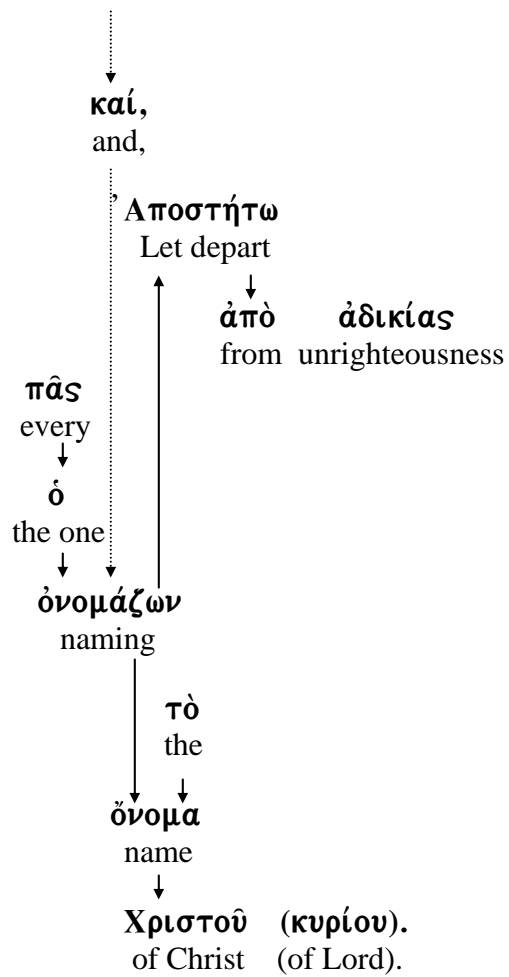 καί,
and,
Ἀποστήτω
Let depart
ἀπὸ ἀδικίας
from unrighteousness
πᾶς
every
ὁ
the one
ὀνομάζων
naming
τὸ
the
ὄνομα
name
Χριστοῦ (κυρίου).
of Christ (of Lord).